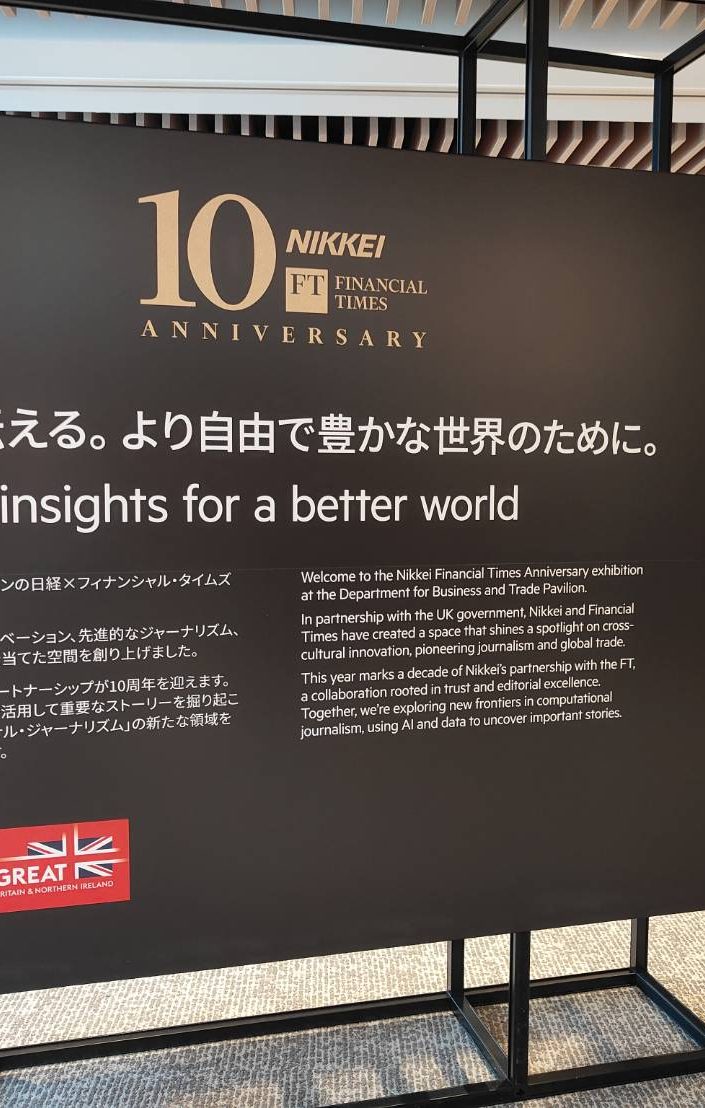 10
NIKKEI
FT FINANCIAL
TIMES
ANNIVERSARY
える。より自由で豊かな世界のために。
insights for a better world
ンの日経×フィナンシャル・タイムズ
ベーション、先進的なジャーナリズム、
当てた空間を創り上げました。
ートナーシップが10周年を迎えます。
活用して重要なストーリーを掘り起こ
ル・ジャーナリズム」の新たな領域を
。
Welcome to the Nikkei Financial Times Anniversary exhibition
at the Department for Business and Trade Pavilion.
In partnership with the UK government, Nikkei and Financial
Times have created a space that shines a spotlight on cross-
cultural innovation, pioneering journalism and global trade.
This year marks a decade of Nikkei's partnership with the FT,
a collaboration rooted in trust and editorial excellence.
Together, we're exploring new frontiers in computational
journalism, using AI and data to uncover important stories.
GREAT
RITAIN & NORTHERN IRELAND